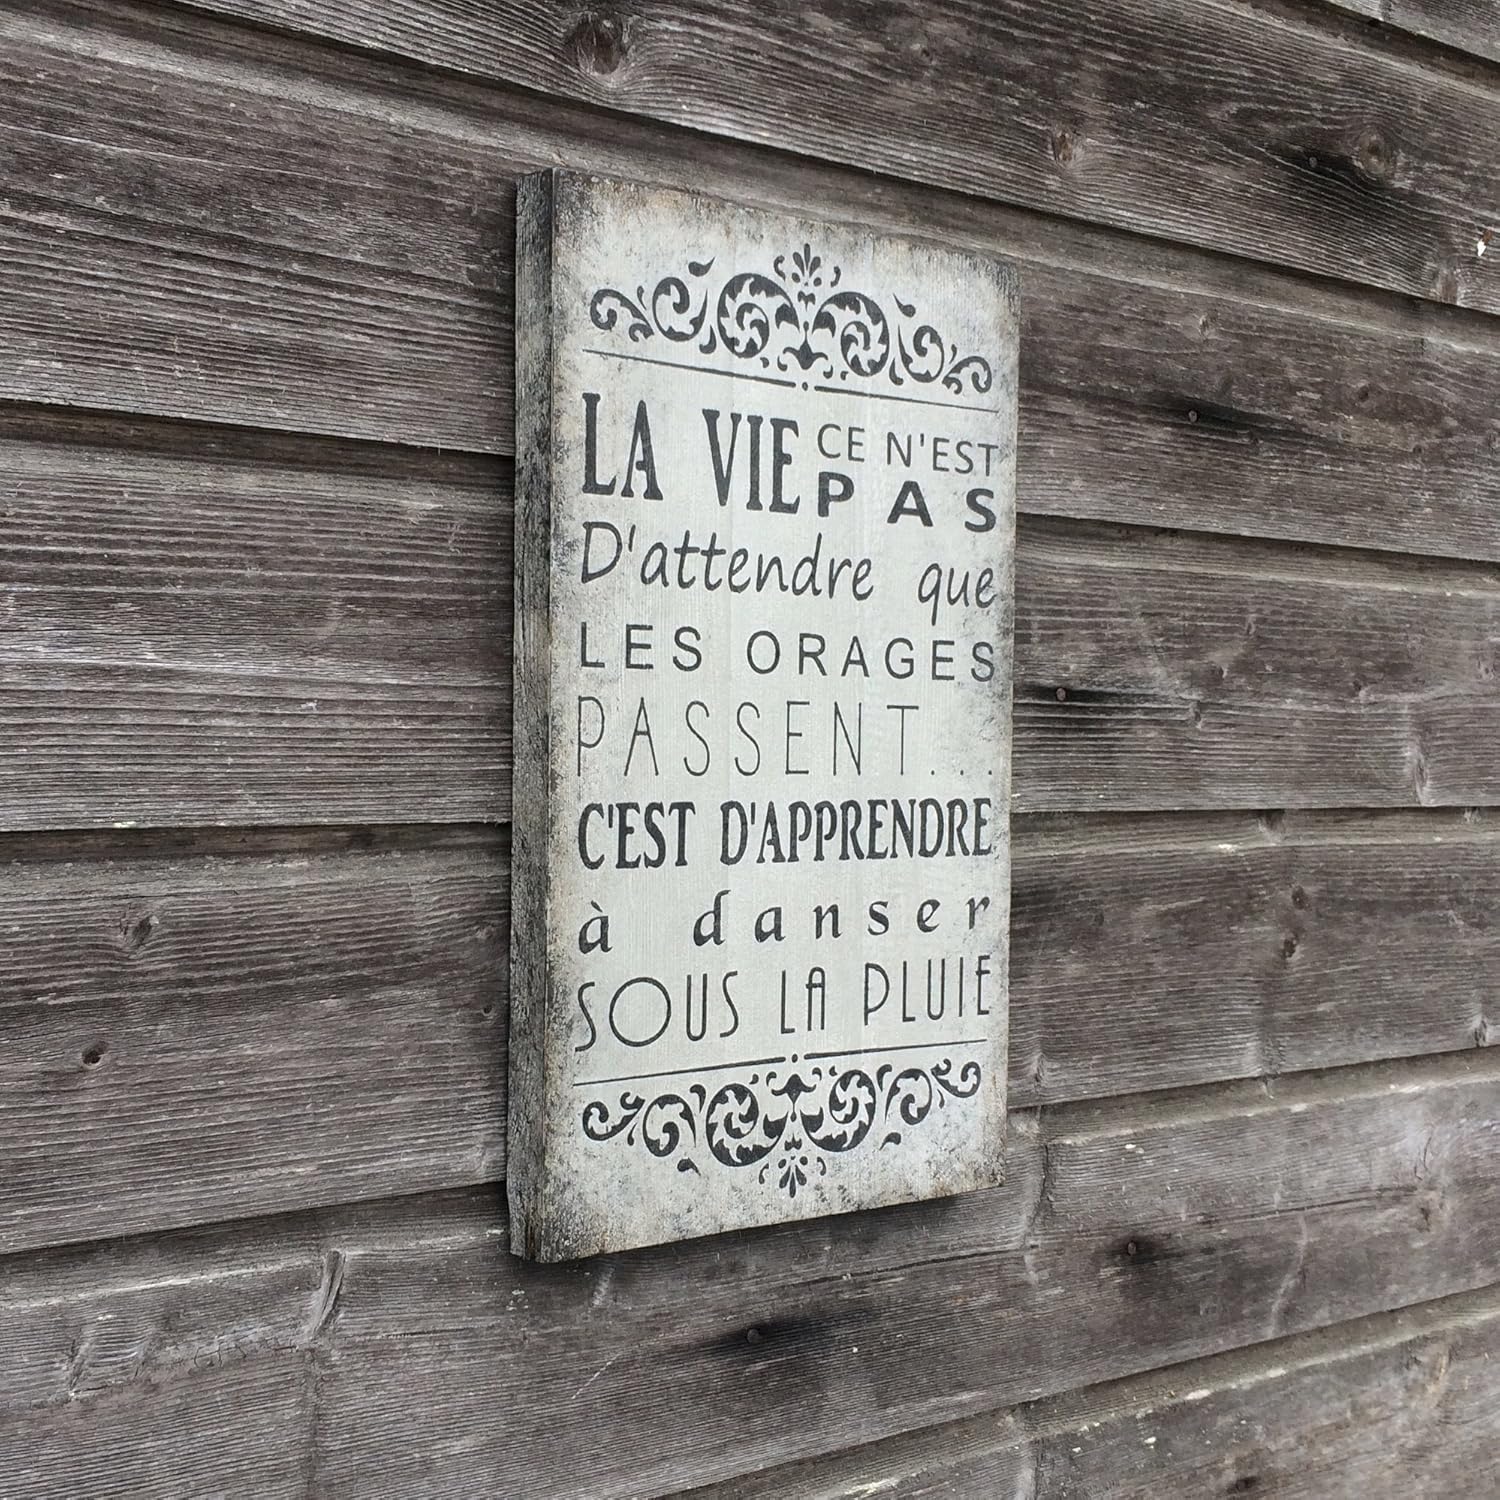 LA VIE CE N'EST
PAS
D'attendre que
LES ORAGES
PASSENT...
C'EST D'APPRENDRE
à danser
SOUS LA PLUIE